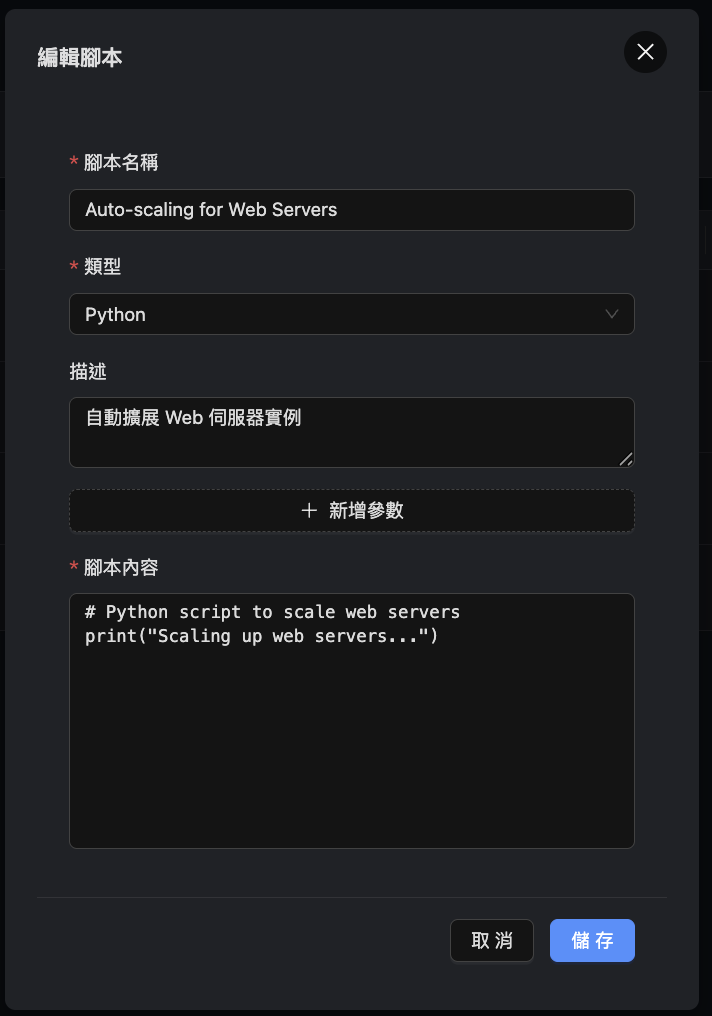 編輯腳本
* 腳本名稱
Auto-scaling for Web Servers
* 類型
Python
描述
自動擴展 Web 伺服器實例
+ 新增參數
* 腳本內容
# Python script to scale web servers
print("Scaling up web servers...")
取消
儲存